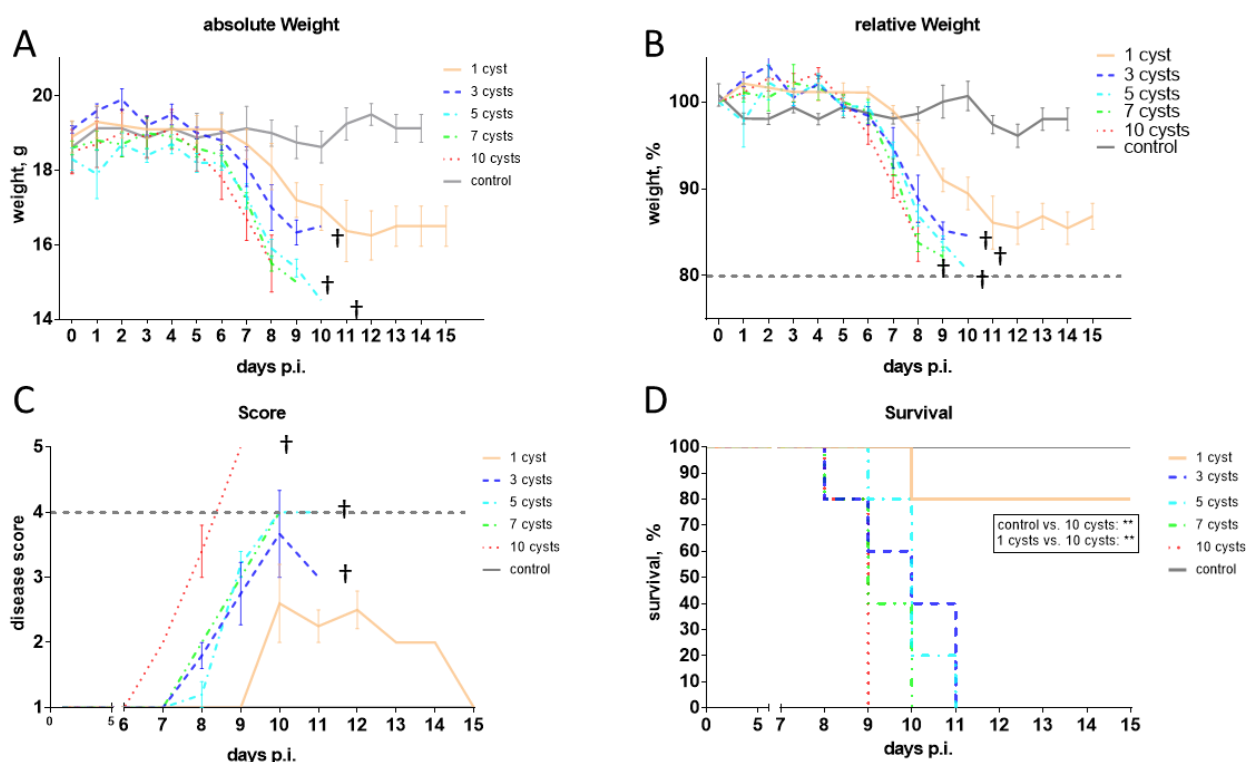 A
absolute Weight
weight, g
20
18
16
14
0 1 2 3 4 5 6 7 8 9 10 11 12 13 14 15
days p.i.
1 cyst
3 cysts
5 cysts
7 cysts
10 cysts
control
† † †
B
relative Weight
weight, %
100
90
80
0 1 2 3 4 5 6 7 8 9 10 11 12 13 14 15
days p.i.
1 cyst
3 cysts
5 cysts
7 cysts
10 cysts
control
† † † †
C
Score
disease score
5
4
3
2
1
0 5 6 7 8 9 10 11 12 13 14 15
days p.i.
1 cyst
3 cysts
5 cysts
7 cysts
10 cysts
control
† † †
D
Survival
survival, %
100
90
80
70
60
50
40
30
20
10
0
0 5 7 8 9 10 11 12 13 14 15
days p.i.
control vs. 10 cysts: **
1 cysts vs. 10 cysts: **
1 cyst
3 cysts
5 cysts
7 cysts
10 cysts
control